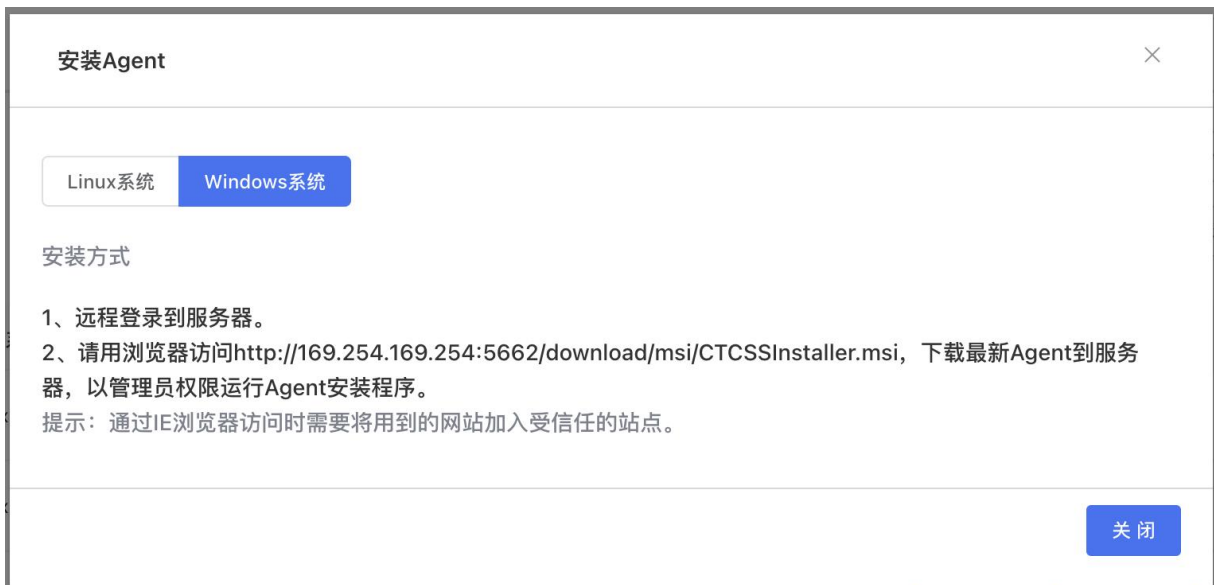 安装Agent
Linux系统
Windows系统
安装方式
1、远程登录到服务器。
2、请用浏览器访问http://169.254.169.254:5662/download/msi/CTCSSInstaller.msi，下载最新Agent到服务
器，以管理员权限运行Agent安装程序。
提示：通过IE浏览器访问时需要将用到的网站加入受信任的站点。
关 闭